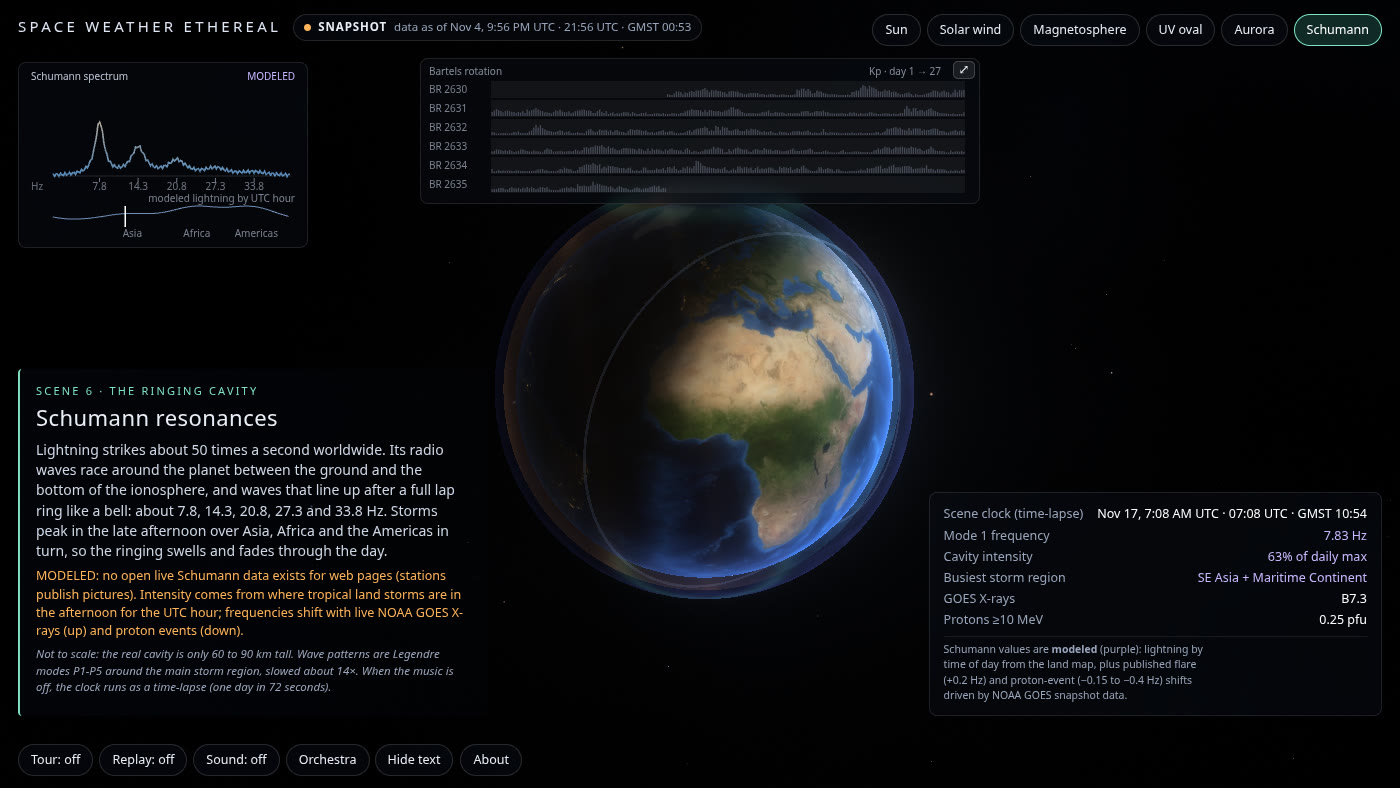 SPACE WEATHER ETHEREAL
SNAPSHOT data as of Nov 4, 9:56 PM UTC · 21:56 UTC · GMST 00:53
Sun
Solar wind
Magnetosphere
UV oval
Aurora
Schumann
Schumann spectrum MODELED
Hz 7.8 14.3 20.8 27.3 33.8
modeled lightning by UTC hour
Asia Africa Americas
Bartels rotation Kp · day 1 → 27
BR 2630
BR 2631
BR 2632
BR 2633
BR 2634
BR 2635
SCENE 6 · THE RINGING CAVITY
Schumann resonances
Lightning strikes about 50 times a second worldwide. Its radio
waves race around the planet between the ground and the
bottom of the ionosphere, and waves that line up after a full lap
ring like a bell: about 7.8, 14.3, 20.8, 27.3 and 33.8 Hz. Storms
peak in the late afternoon over Asia, Africa and the Americas in
turn, so the ringing swells and fades through the day.
MODELED: no open live Schumann data exists for web pages (stations
publish pictures). Intensity comes from where tropical land storms are in
the afternoon for the UTC hour; frequencies shift with live NOAA GOES X-
rays (up) and proton events (down).
Not to scale: the real cavity is only 60 to 90 km tall. Wave patterns are Legendre
modes P1-P5 around the main storm region, slowed about 14×. When the music is
off, the clock runs as a time-lapse (one day in 72 seconds).
Scene clock (time-lapse) Nov 17, 7:08 AM UTC · 07:08 UTC · GMST 10:54
Mode 1 frequency 7.83 Hz
Cavity intensity 63% of daily max
Busiest storm region SE Asia + Maritime Continent
GOES X-rays B7.3
Protons ≥10 MeV 0.25 pfu
Schumann values are modeled (purple): lightning by
time of day from the land map, plus published flare
(+0.2 Hz) and proton-event (−0.15 to −0.4 Hz) shifts
driven by NOAA GOES snapshot data.
Tour: off
Replay: off
Sound: off
Orchestra
Hide text
About